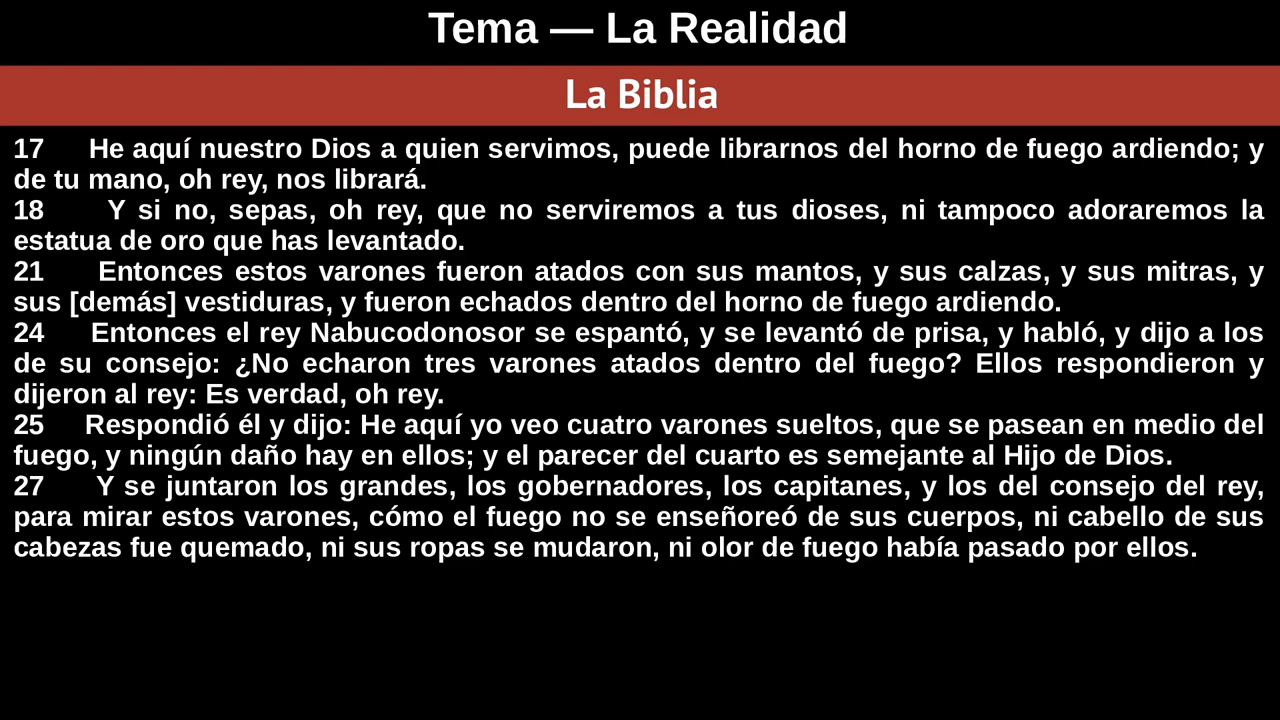 Tema — La Realidad
La Biblia
17 He aquí nuestro Dios a quien servimos, puede librarnos del horno de fuego ardiendo; y
de tu mano, oh rey, nos librará.
18 Y si no, sepas, oh rey, que no serviremos a tus dioses, ni tampoco adoraremos la
estatua de oro que has levantado.
21 Entonces estos varones fueron atados con sus mantos, y sus calzas, y sus mitras, y
sus [demás] vestiduras, y fueron echados dentro del horno de fuego ardiendo.
24 Entonces el rey Nabucodonosor se espantó, y se levantó de prisa, y habló, y dijo a los
de su consejo: ¿No echaron tres varones atados dentro del fuego? Ellos respondieron y
dijeron al rey: Es verdad, oh rey.
25 Respondió él y dijo: He aquí yo veo cuatro varones sueltos, que se pasean en medio del
fuego, y ningún daño hay en ellos; y el parecer del cuarto es semejante al Hijo de Dios.
27 Y se juntaron los grandes, los gobernadores, los capitanes, y los del consejo del rey,
para mirar estos varones, cómo el fuego no se enseñoreó de sus cuerpos, ni cabello de sus
cabezas fue quemado, ni sus ropas se mudaron, ni olor de fuego había pasado por ellos.